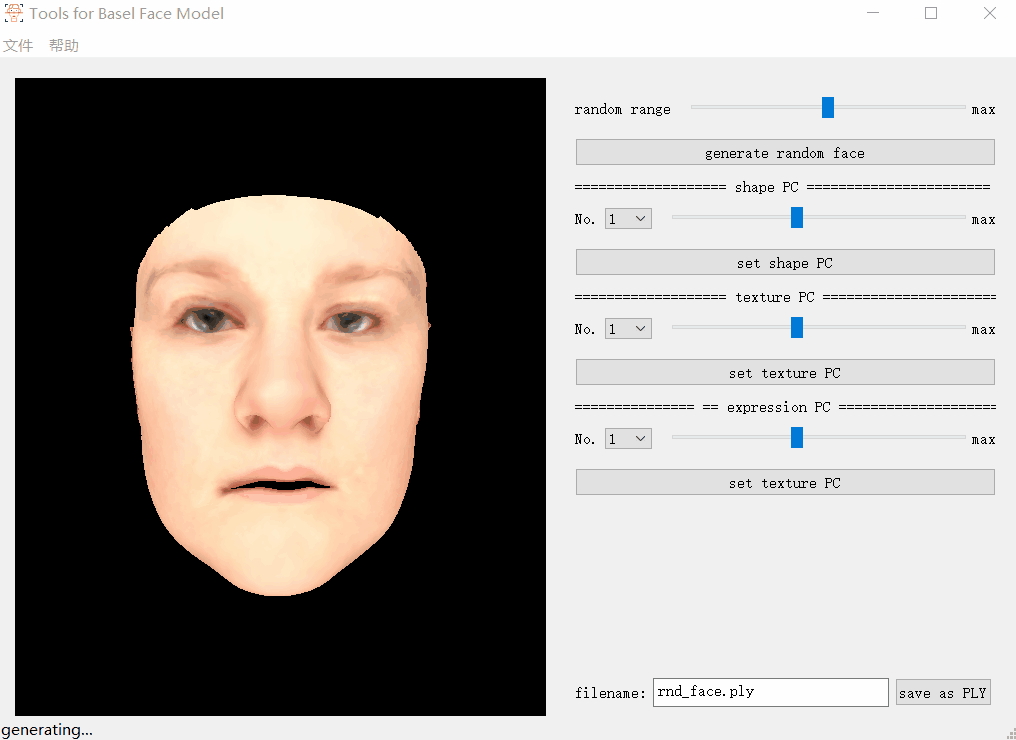 Tools for Basel Face Model
文件 帮助
random range max
generate random face
=================== shape PC =======================
No. 1 max
set shape PC
=================== texture PC ======================
No. 1 max
set texture PC
=============== == expression PC ====================
No. 1 max
set texture PC
filename: rnd_face.ply save as PLY
generating...